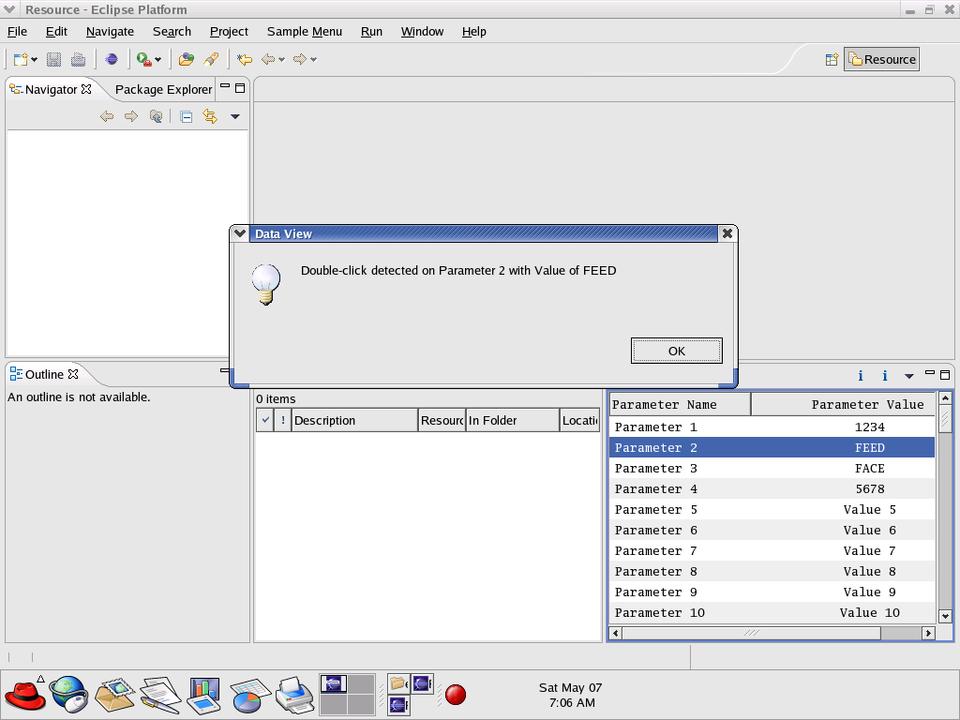 Resource - Eclipse Platform
File Edit Navigate Search Project Sample Menu Run Window Help
Resource
Navigator Package Explorer
Data View
Double-click detected on Parameter 2 with Value of FEED
OK
Outline
An outline is not available.
0 items
! Description Resourc In Folder Locati
i i
Parameter Name Parameter Value
Parameter 1 1234
Parameter 2 FEED
Parameter 3 FACE
Parameter 4 5678
Parameter 5 Value 5
Parameter 6 Value 6
Parameter 7 Value 7
Parameter 8 Value 8
Parameter 9 Value 9
Parameter 10 Value 10
Sat May 07
7:06 AM